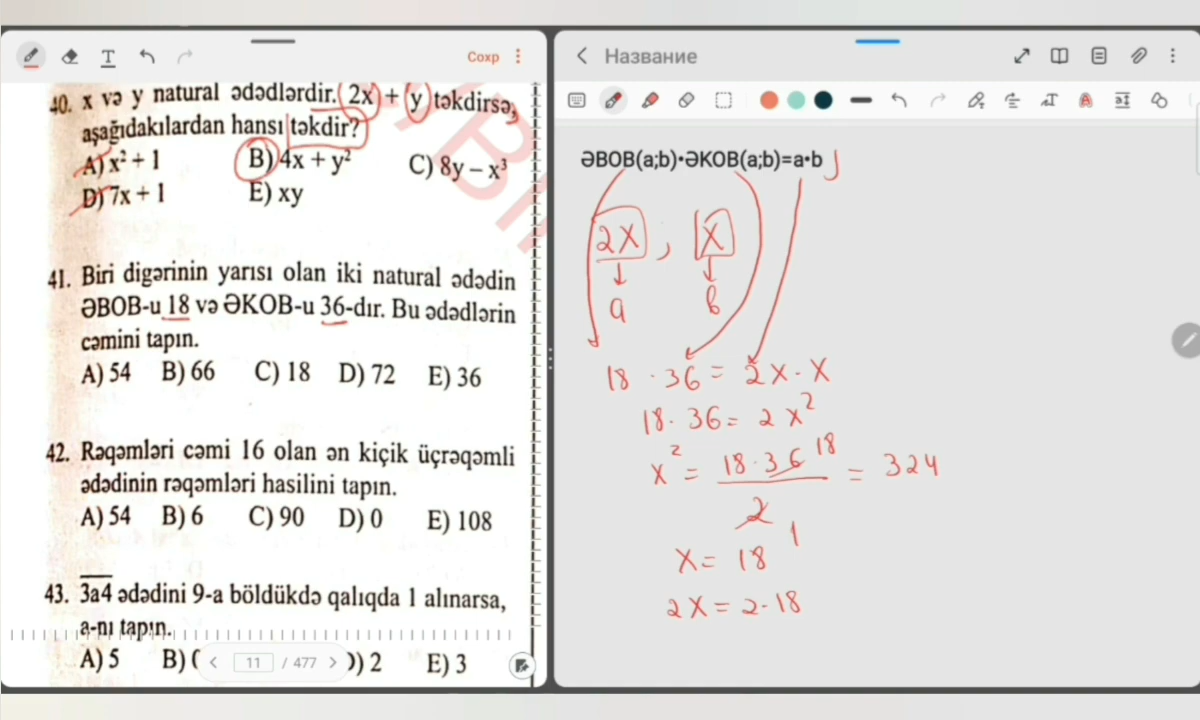 Сохр
40. x və y natural ədədlərdir. 2x + y təkdirsə,
aşağıdakılardan hansı təkdir?
A) x² + 1 B) 4x + y² C) 8y – x³
D) 7x + 1 E) xy
41. Biri digərinin yarısı olan iki natural ədədin
ƏBOB-u 18 və ƏKOB-u 36-dır. Bu ədədlərin
cəmini tapın.
A) 54 B) 66 C) 18 D) 72 E) 36
42. Rəqəmləri cəmi 16 olan ən kiçik üçrəqəmli
ədədinin rəqəmləri hasilini tapın.
A) 54 B) 6 C) 90 D) 0 E) 108
43. 3a4 ədədini 9-a böldükdə qalıqda 1 alınarsa,
a-nı tapın.
A) 5 B) 2 E) 3
11 / 477
Название
ƏBOB(a;b)•ƏKOB(a;b)=a•b
2x ; x
a b
18 · 36 = 2x · x
18 · 36 = 2x²
x² = 18·36 18 / 2 1 = 324
x = 18
2x = 2·18